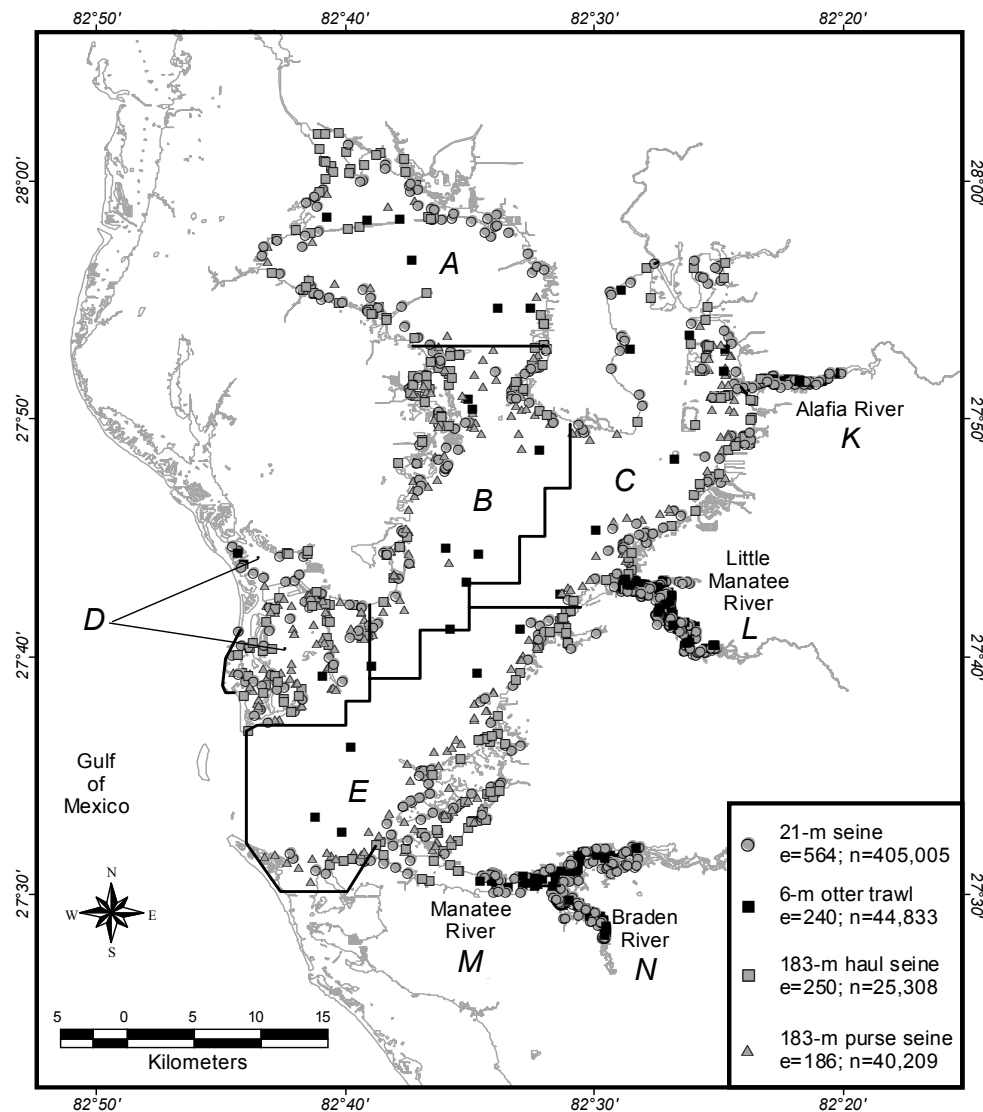 82°50' 82°40' 82°30' 82°20'
28°00' 28°00'
A
27°50' 27°50'
Alafia River
K
B
C
Little
Manatee
River
L
D
27°40' 27°40'
Gulf
of
Mexico
E
27°30' 27°30'
Manatee
River
M
Braden
River
N
N
W E
S
5 0 5 10 15
Kilometers
21-m seine
e=564; n=405,005
6-m otter trawl
e=240; n=44,833
183-m haul seine
e=250; n=25,308
183-m purse seine
e=186; n=40,209
82°50' 82°40' 82°30' 82°20'